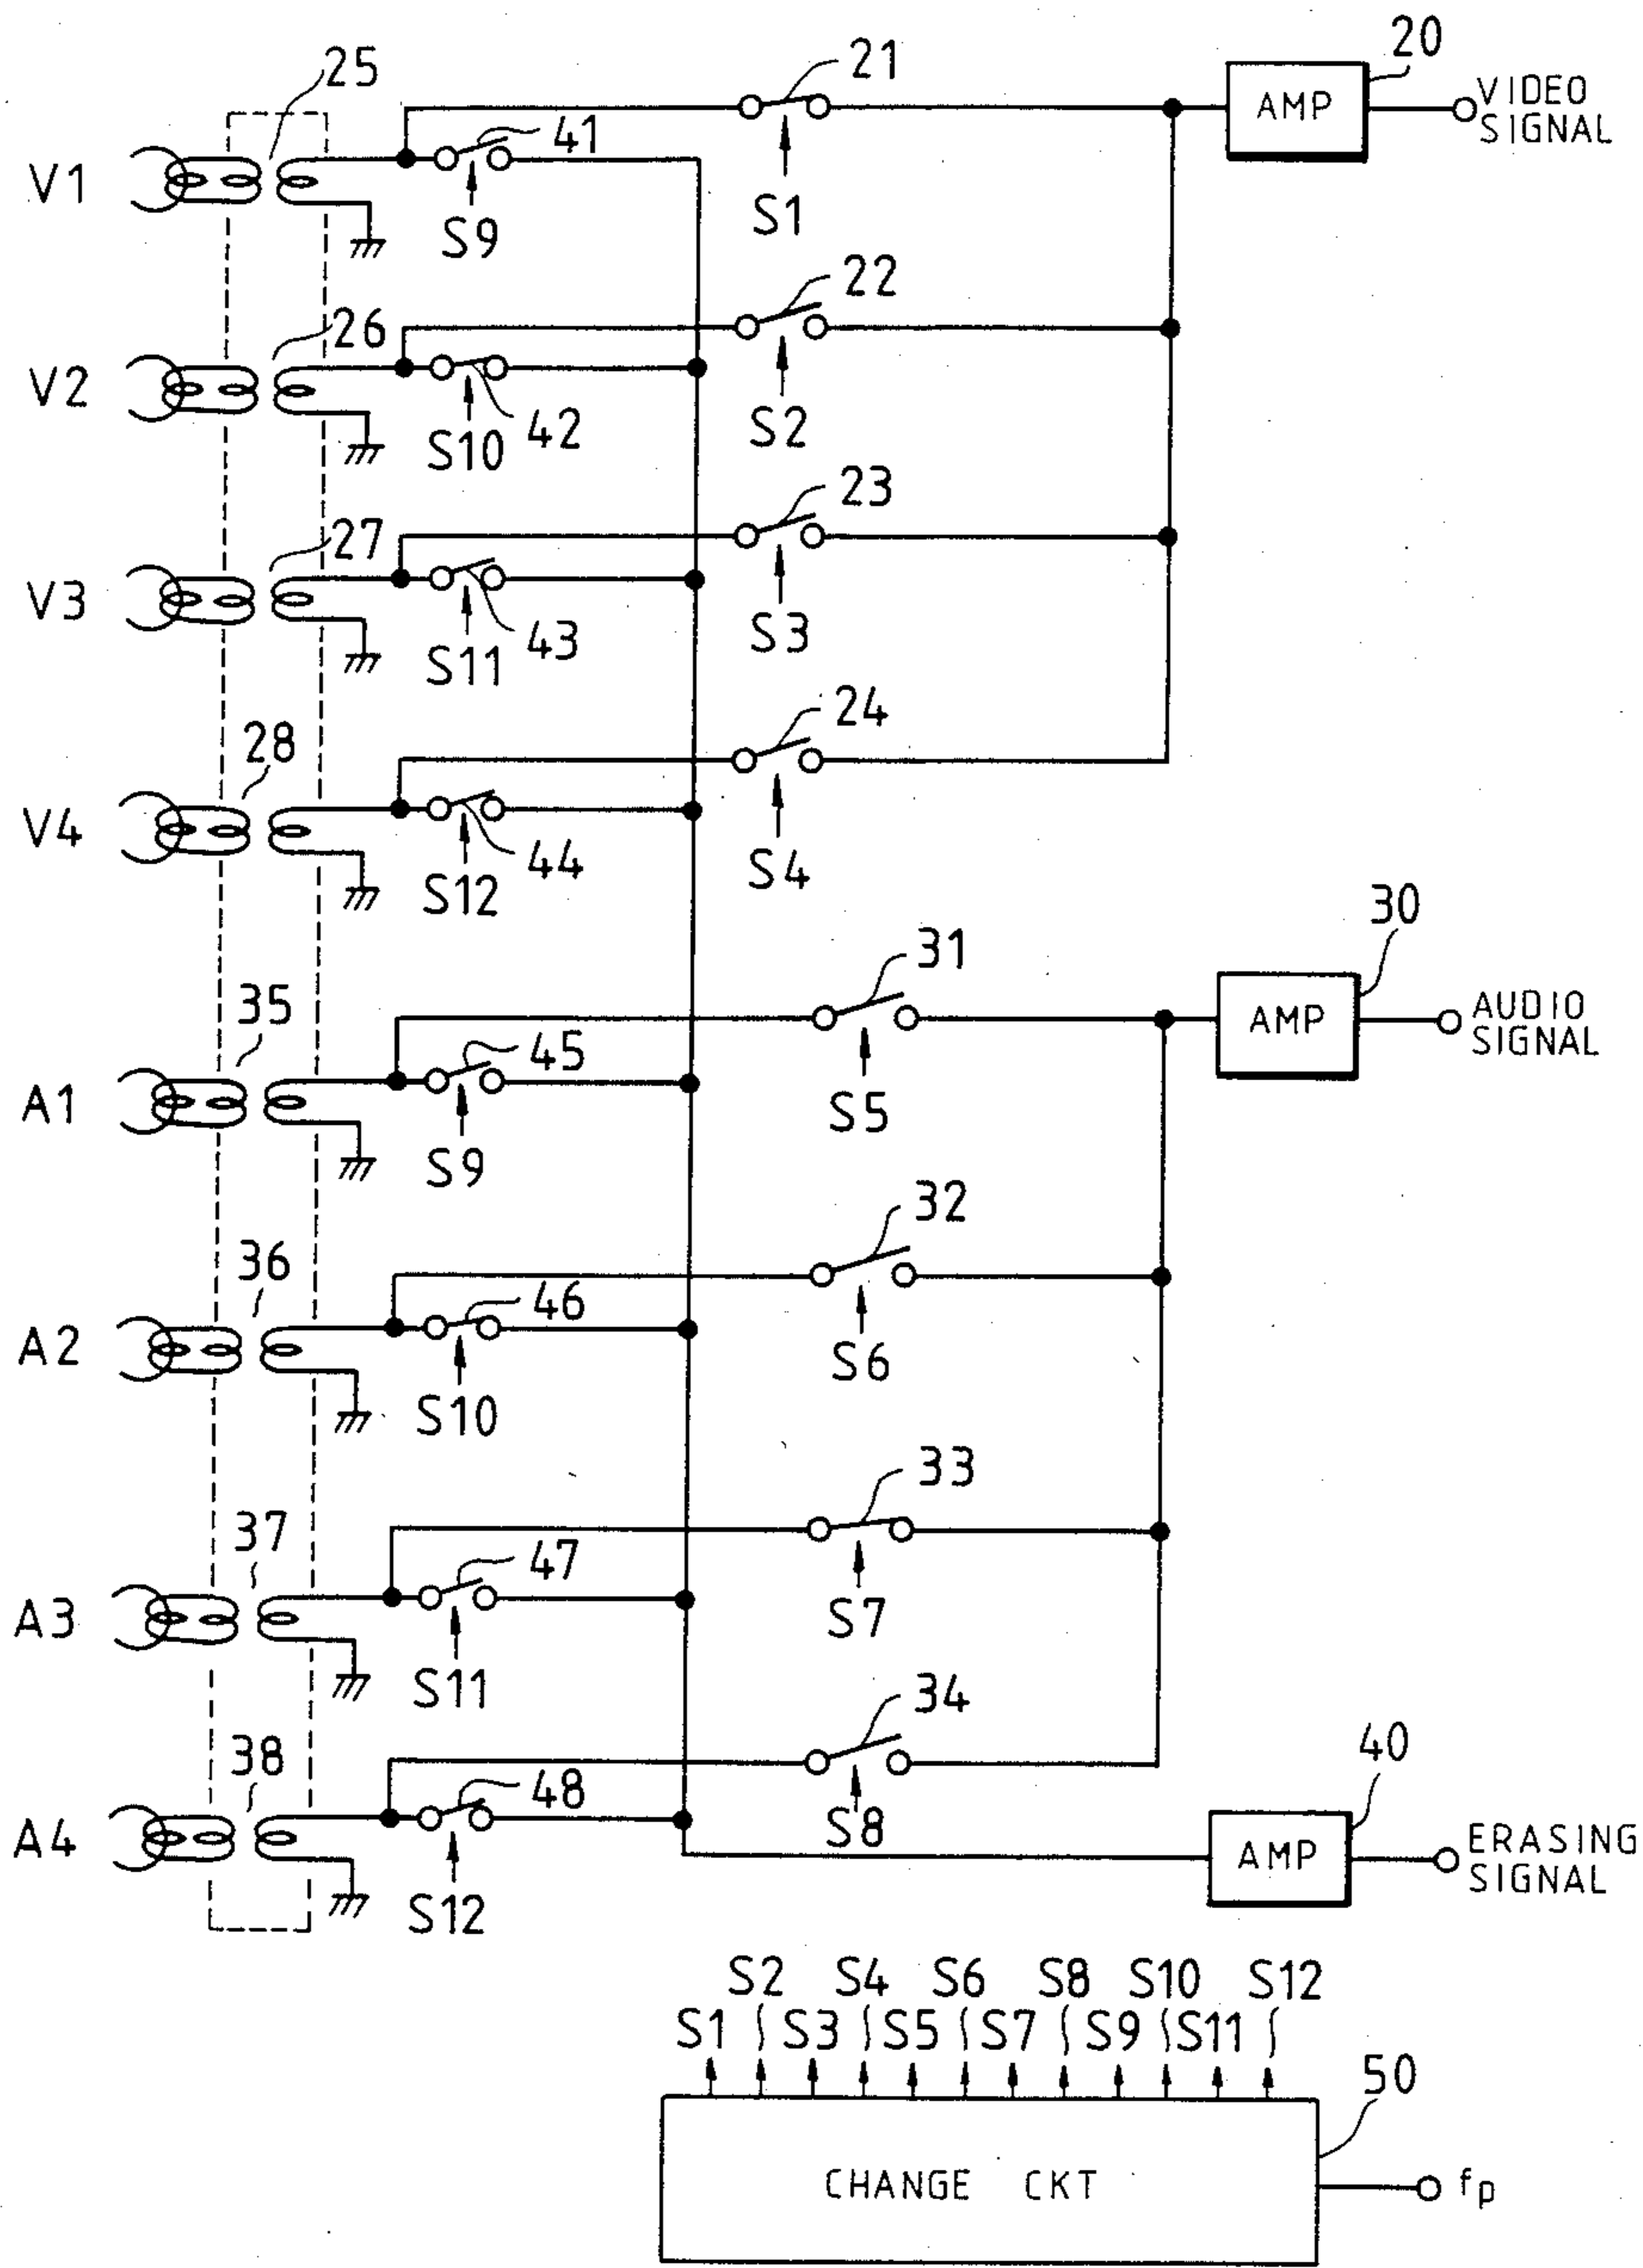 25
21
20
AMP
VIDEO
SIGNAL
V1
41
S9
S1
26
22
V2
42
S10
S2
27
23
V3
43
S11
S3
28
24
V4
44
S12
S4
35
31
30
AMP
AUDIO
SIGNAL
A1
45
S9
S5
36
32
A2
46
S10
S6
37
33
A3
47
S11
S7
38
34
40
A4
48
S12
S8
AMP
ERASING
SIGNAL
S2 S4 S6 S8 S10 S12
S1 S3 S5 S7 S9 S11
50
CHANGE CKT
fp